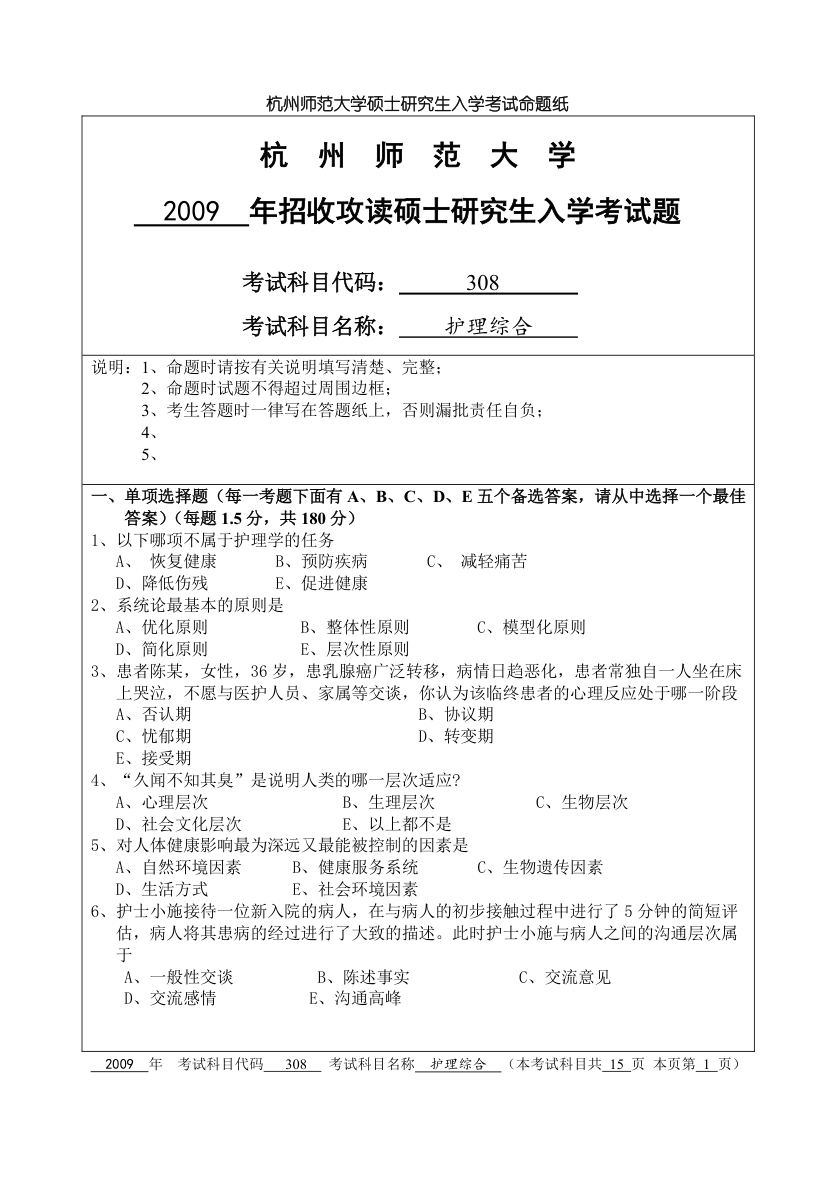 杭州师范大学硕士研究生入学考试命题纸
杭 州 师 范 大 学
2009 年招收攻读硕士研究生入学考试题
考试科目代码： 308
考试科目名称： 护理综合
说明：1、命题时请按有关说明填写清楚、完整；
2、命题时试题不得超过周围边框；
3、考生答题时一律写在答题纸上，否则漏批责任自负；
4、
5、
一、单项选择题（每一考题下面有 A、B、C、D、E 五个备选答案，请从中选择一个最佳
答案）（每题 1.5 分，共 180 分）
1、以下哪项不属于护理学的任务
A、 恢复健康 B、预防疾病 C、 减轻痛苦
D、降低伤残 E、促进健康
2、系统论最基本的原则是
A、优化原则 B、整体性原则 C、模型化原则
D、简化原则 E、层次性原则
3、患者陈某，女性，36 岁，患乳腺癌广泛转移，病情日趋恶化，患者常独自一人坐在床
上哭泣，不愿与医护人员、家属等交谈，你认为该临终患者的心理反应处于哪一阶段
A、否认期 B、协议期
C、忧郁期 D、转变期
E、接受期
4、“久闻不知其臭”是说明人类的哪一层次适应?
A、心理层次 B、生理层次 C、生物层次
D、社会文化层次 E、以上都不是
5、对人体健康影响最为深远又最能被控制的因素是
A、自然环境因素 B、健康服务系统 C、生物遗传因素
D、生活方式 E、社会环境因素
6、护士小施接待一位新入院的病人，在与病人的初步接触过程中进行了 5 分钟的简短评
估，病人将其患病的经过进行了大致的描述。此时护士小施与病人之间的沟通层次属
于
A、一般性交谈 B、陈述事实 C、交流意见
D、交流感情 E、沟通高峰
2009 年 考试科目代码 308 考试科目名称 护理综合 （本考试科目共 15 页 本页第 1 页）